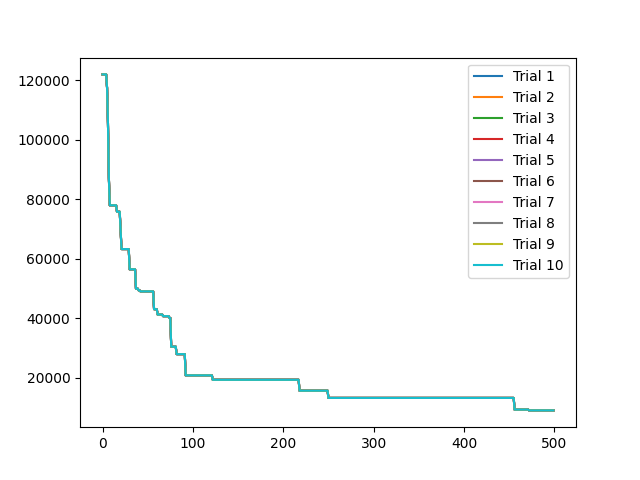 120000
100000
80000
60000
40000
20000
0 100 200 300 400 500
Trial 1
Trial 2
Trial 3
Trial 4
Trial 5
Trial 6
Trial 7
Trial 8
Trial 9
Trial 10